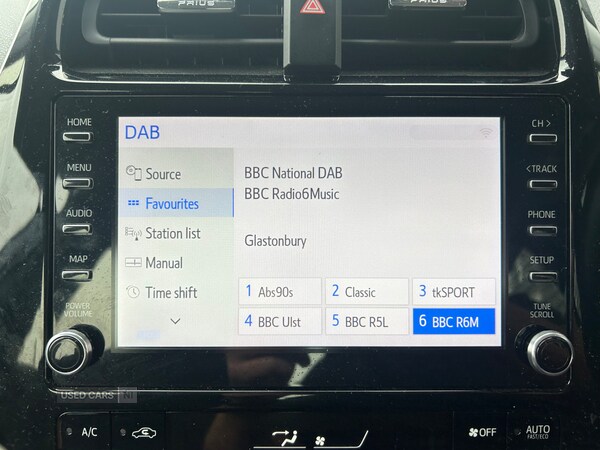 PRIUS PRIUS
HOME
MENU
AUDIO
MAP
POWER
VOLUME
DAB
Source
Favourites
Station list
Manual
Time shift
BBC National DAB
BBC Radio6Music
Glastonbury
1 Abs90s 2 Classic 3 tkSPORT
4 BBC Ulst 5 BBC R5L 6 BBC R6M
CH >
< TRACK
PHONE
SETUP
TUNE
SCROLL
USED CARS NI
A/C OFF AUTO
FAST/ECO